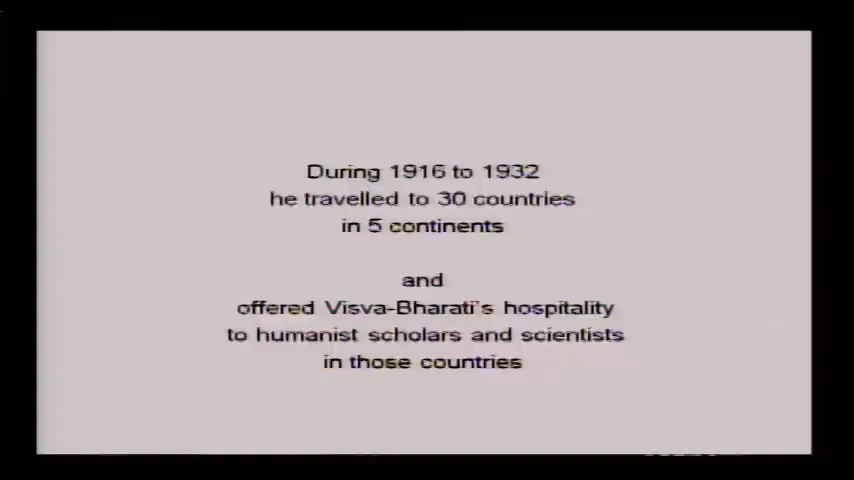 During 1916 to 1932
he travelled to 30 countries
in 5 continents
and
offered Visva-Bharati's hospitality
to humanist scholars and scientists
in those countries